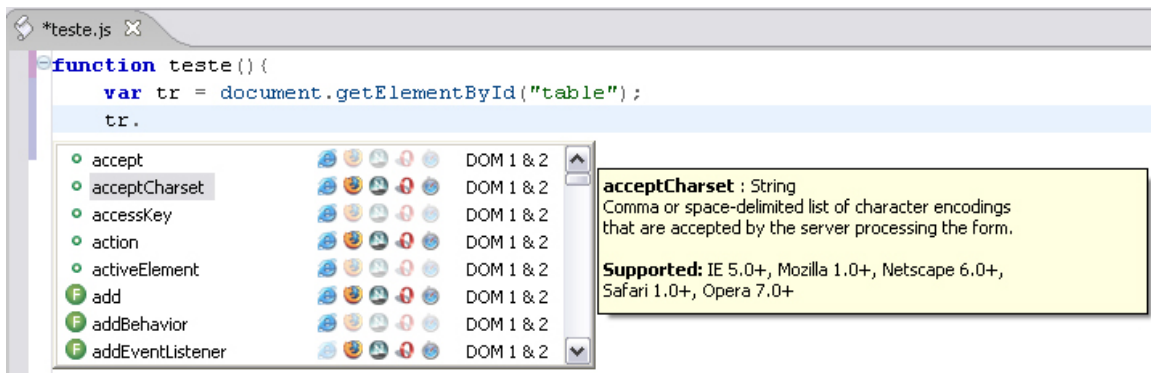 *teste.js
function teste(){
var tr = document.getElementById("table");
tr.
accept DOM 1 & 2
acceptCharset DOM 1 & 2
accessKey DOM 1 & 2
action DOM 1 & 2
activeElement DOM 1 & 2
F add DOM 1 & 2
F addBehavior DOM 1 & 2
F addEventListener DOM 1 & 2
acceptCharset : String
Comma or space-delimited list of character encodings
that are accepted by the server processing the form.
Supported: IE 5.0+, Mozilla 1.0+, Netscape 6.0+,
Safari 1.0+, Opera 7.0+